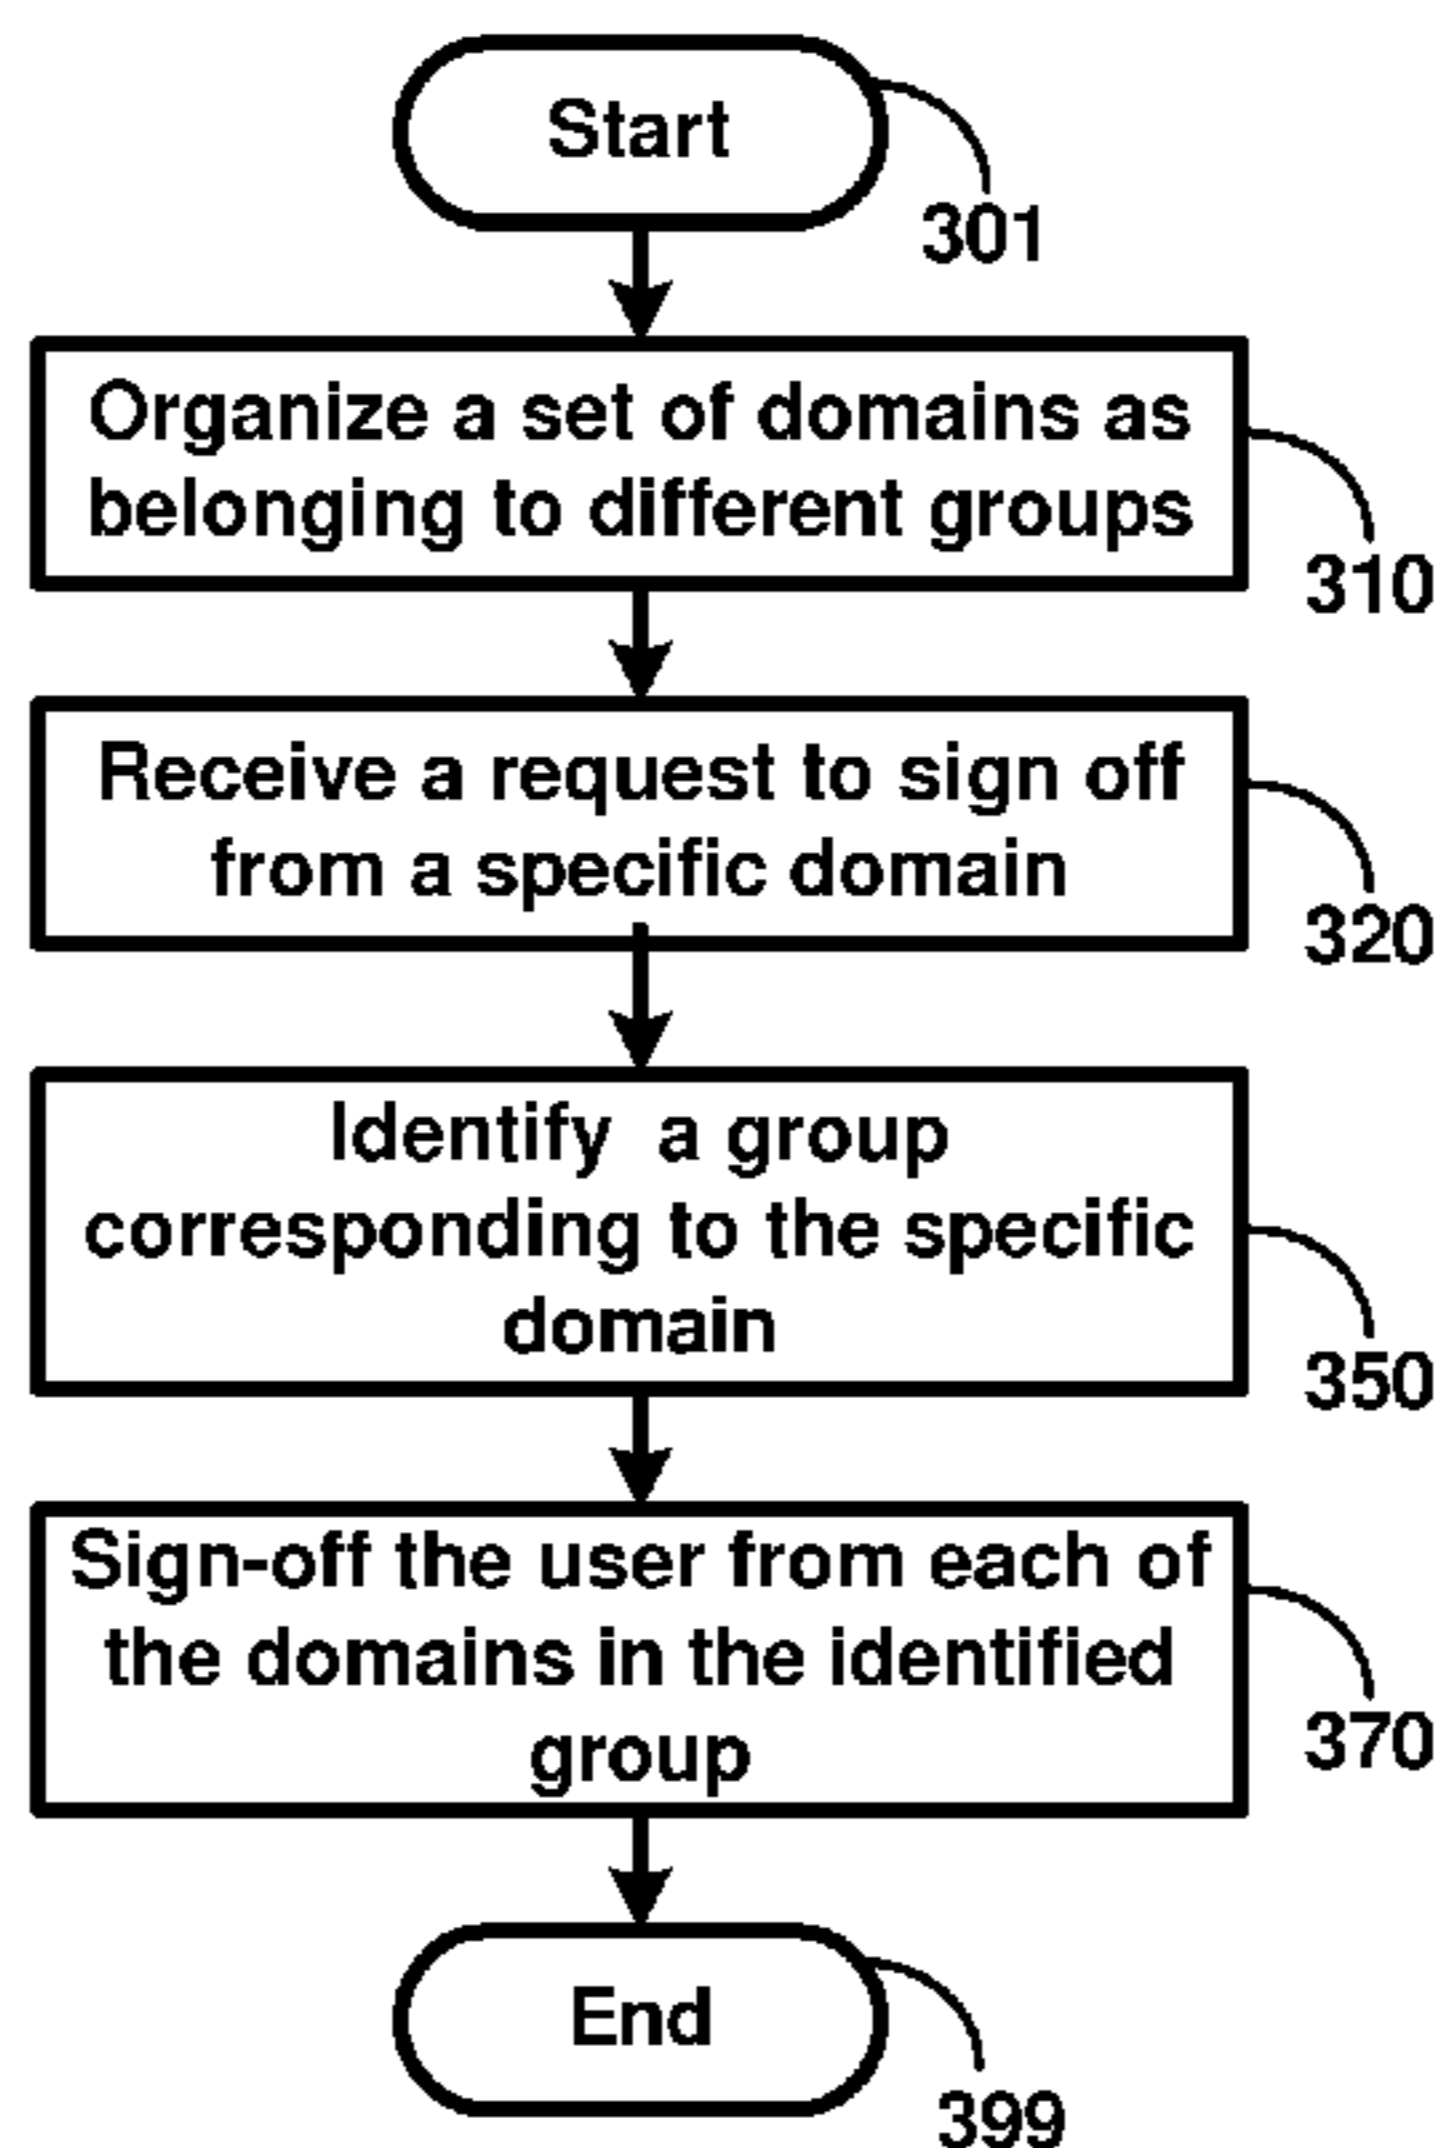 Start
301
Organize a set of domains as
belonging to different groups
310
Receive a request to sign off
from a specific domain
320
Identify a group
corresponding to the specific
domain
350
Sign-off the user from each of
the domains in the identified
group
370
End
399